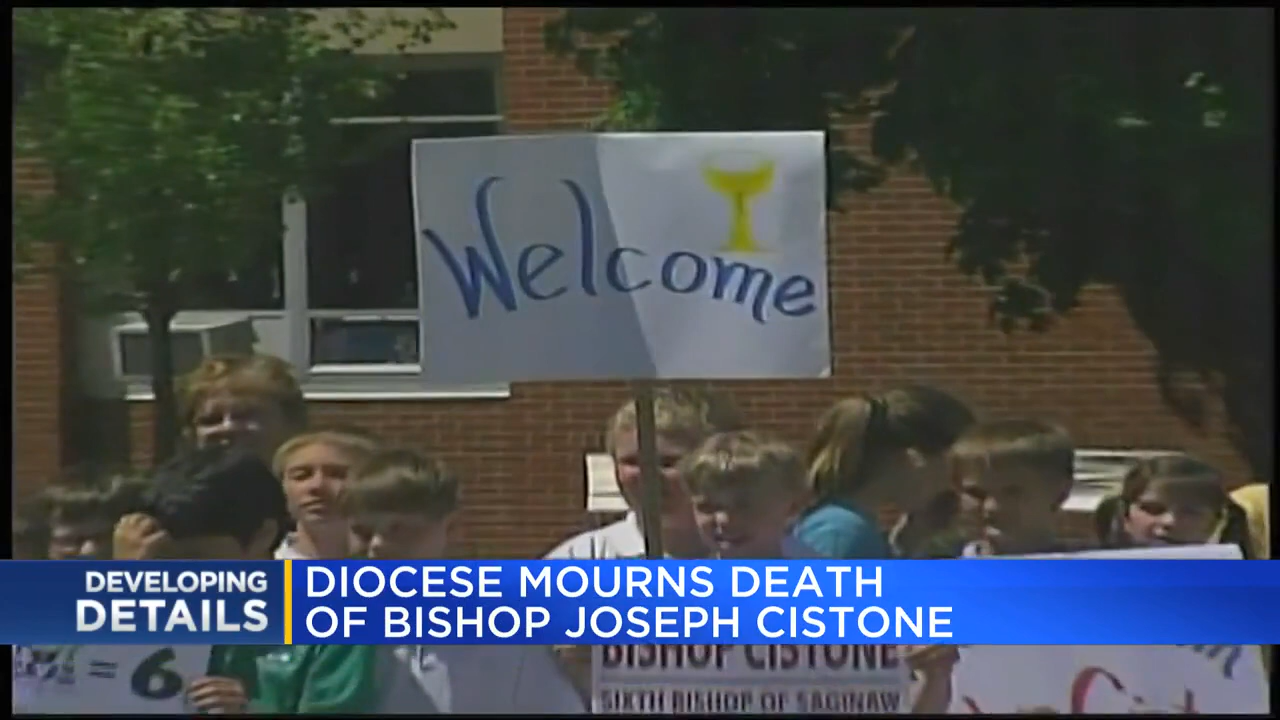 Welcome
DEVELOPING
DETAILS
DIOCESE MOURNS DEATH
OF BISHOP JOSEPH CISTONE
= 6
BISHOP CISTONE
SIXTH BISHOP OF SAGINAW